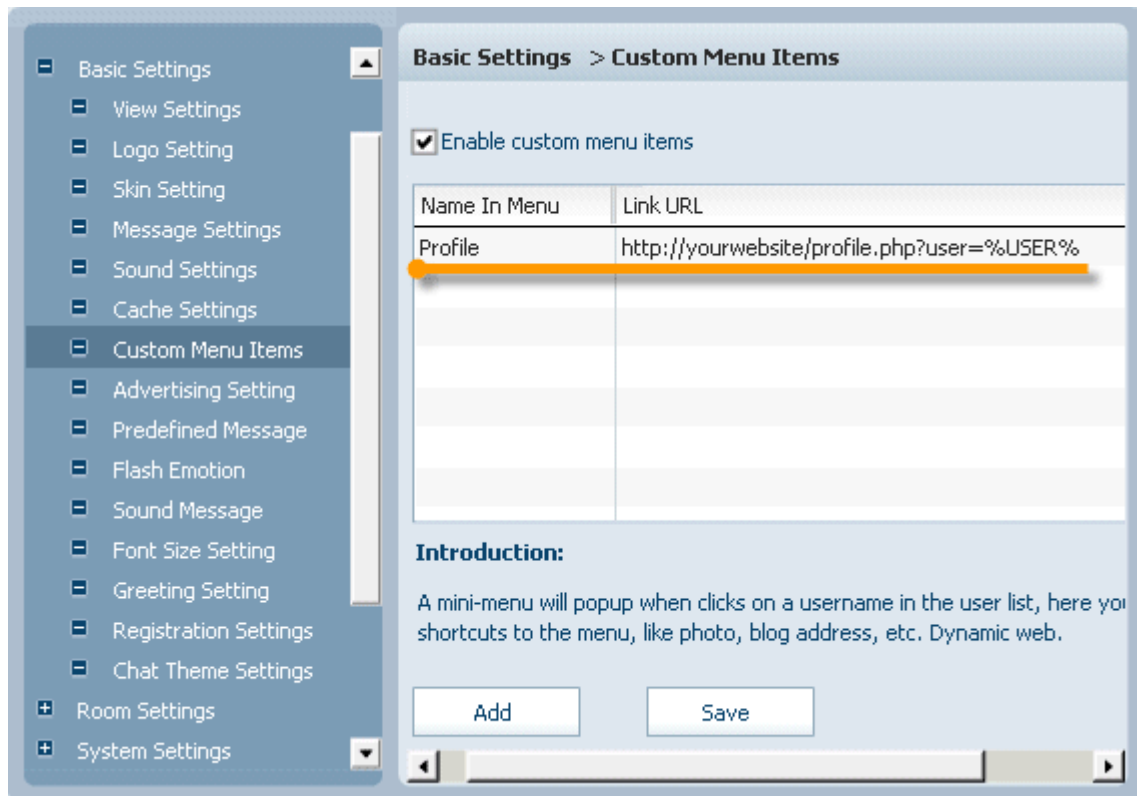 Basic Settings
View Settings
Logo Setting
Skin Setting
Message Settings
Sound Settings
Cache Settings
Custom Menu Items
Advertising Setting
Predefined Message
Flash Emotion
Sound Message
Font Size Setting
Greeting Setting
Registration Settings
Chat Theme Settings
Room Settings
System Settings
Basic Settings > Custom Menu Items
Enable custom menu items
Name In Menu Link URL
Profile http://yourwebsite/profile.php?user=%USER%
Introduction:
A mini-menu will popup when clicks on a username in the user list, here
shortcuts to the menu, like photo, blog address, etc. Dynamic web.
Add Save